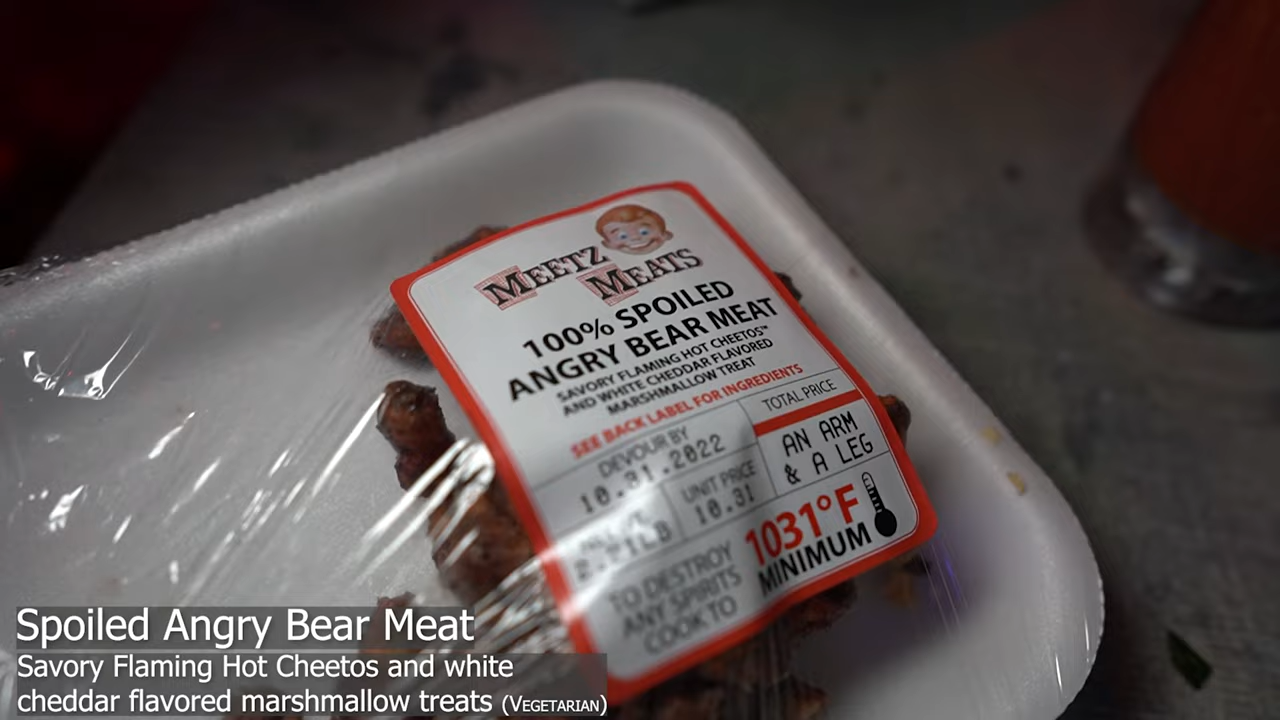 MEETZ
MEATS
100% SPOILED
ANGRY BEAR MEAT
SAVORY FLAMING HOT CHEETOS™
AND WHITE CHEDDAR FLAVORED
MARSHMALLOW TREAT
SEE BACK LABEL FOR INGREDIENTS
DEVOUR BY
10.31.2022
UNIT PRICE
10.31
TOTAL PRICE
AN ARM
& A LEG
TO DESTROY
ANY SPIRITS
COOK TO
1031°F
MINIMUM
Spoiled Angry Bear Meat
Savory Flaming Hot Cheetos and white
cheddar flavored marshmallow treats (VEGETARIAN)